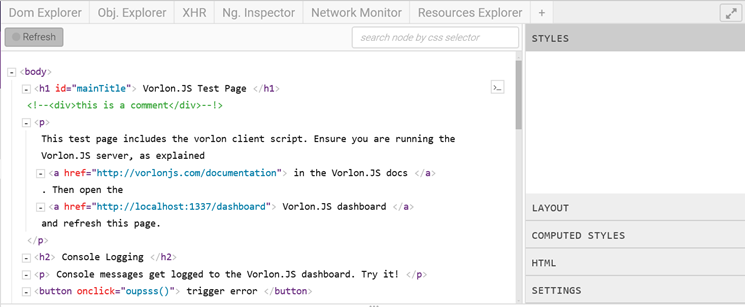 Dom Explorer Obj. Explorer XHR Ng. Inspector Network Monitor Resources Explorer +
Refresh search node by css selector
STYLES
- <body>
- <h1 id="mainTitle"> Vorlon.JS Test Page </h1>
>_
<!--<div>this is a comment</div>--!>
- <p>
This test page includes the vorlon client script. Ensure you are running the
Vorlon.JS server, as explained
- <a href="http://vorlonjs.com/documentation"> in the Vorlon.JS docs </a>
. Then open the
- <a href="http://localhost:1337/dashboard"> Vorlon.JS dashboard </a>
and refresh this page.
</p>
- <h2> Console Logging </h2>
- <p> Console messages get logged to the Vorlon.JS dashboard. Try it! </p>
- <button onclick="oupsss()"> trigger error </button>
LAYOUT
COMPUTED STYLES
HTML
SETTINGS